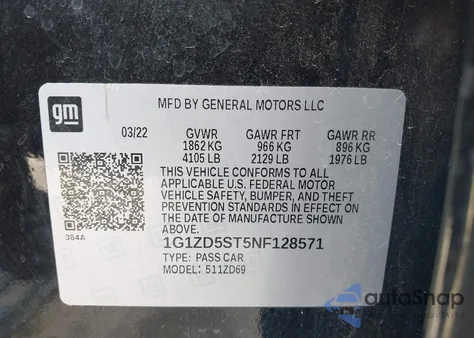 gm
MFD BY GENERAL MOTORS LLC
03/22 GVWR GAWR FRT GAWR RR
1862 KG 966 KG 896 KG
4105 LB 2129 LB 1976 LB
THIS VEHICLE CONFORMS TO ALL
APPLICABLE U.S. FEDERAL MOTOR
VEHICLE SAFETY, BUMPER, AND THEFT
PREVENTION STANDARDS IN EFFECT ON
THE DATE OF MANUFACTURE SHOWN
ABOVE.
384A
1G1ZD5ST5NF128571
TYPE: PASS CAR
MODEL: 511ZD69
autoSnap